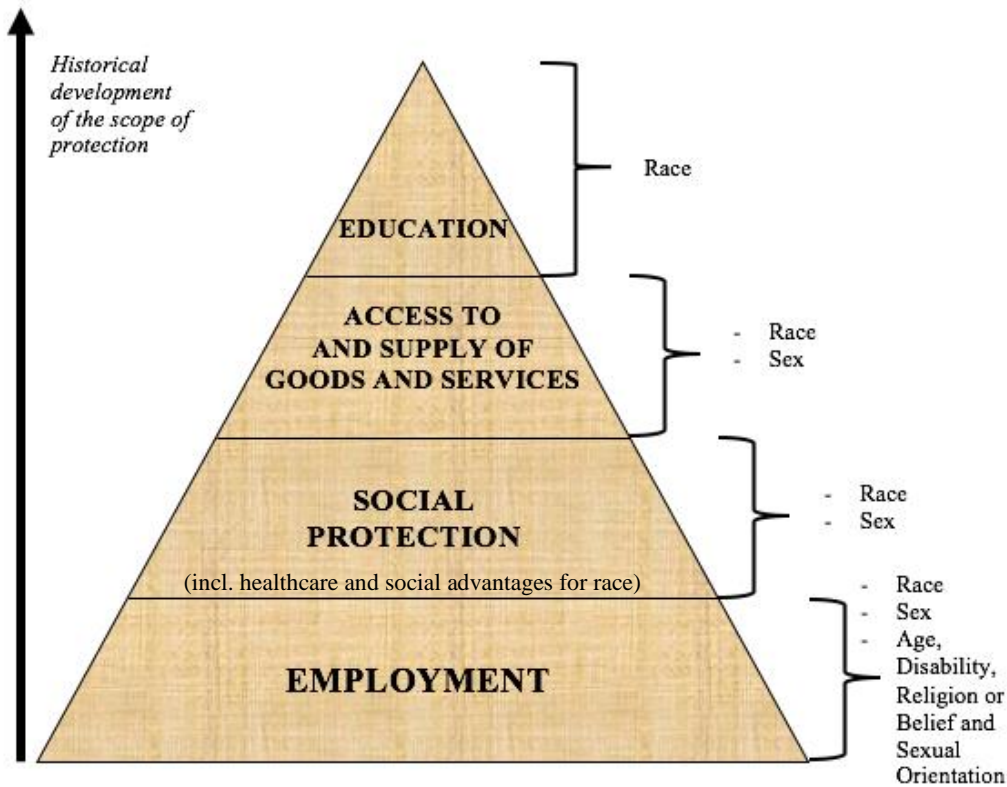 Historical
development
of the scope of
protection
Race
EDUCATION
ACCESS TO
AND SUPPLY OF
GOODS AND SERVICES
- Race
- Sex
SOCIAL
PROTECTION
(incl. healthcare and social advantages for race)
- Race
- Sex
EMPLOYMENT
- Race
- Sex
- Age,
Disability,
Religion or
Belief and
Sexual
Orientation